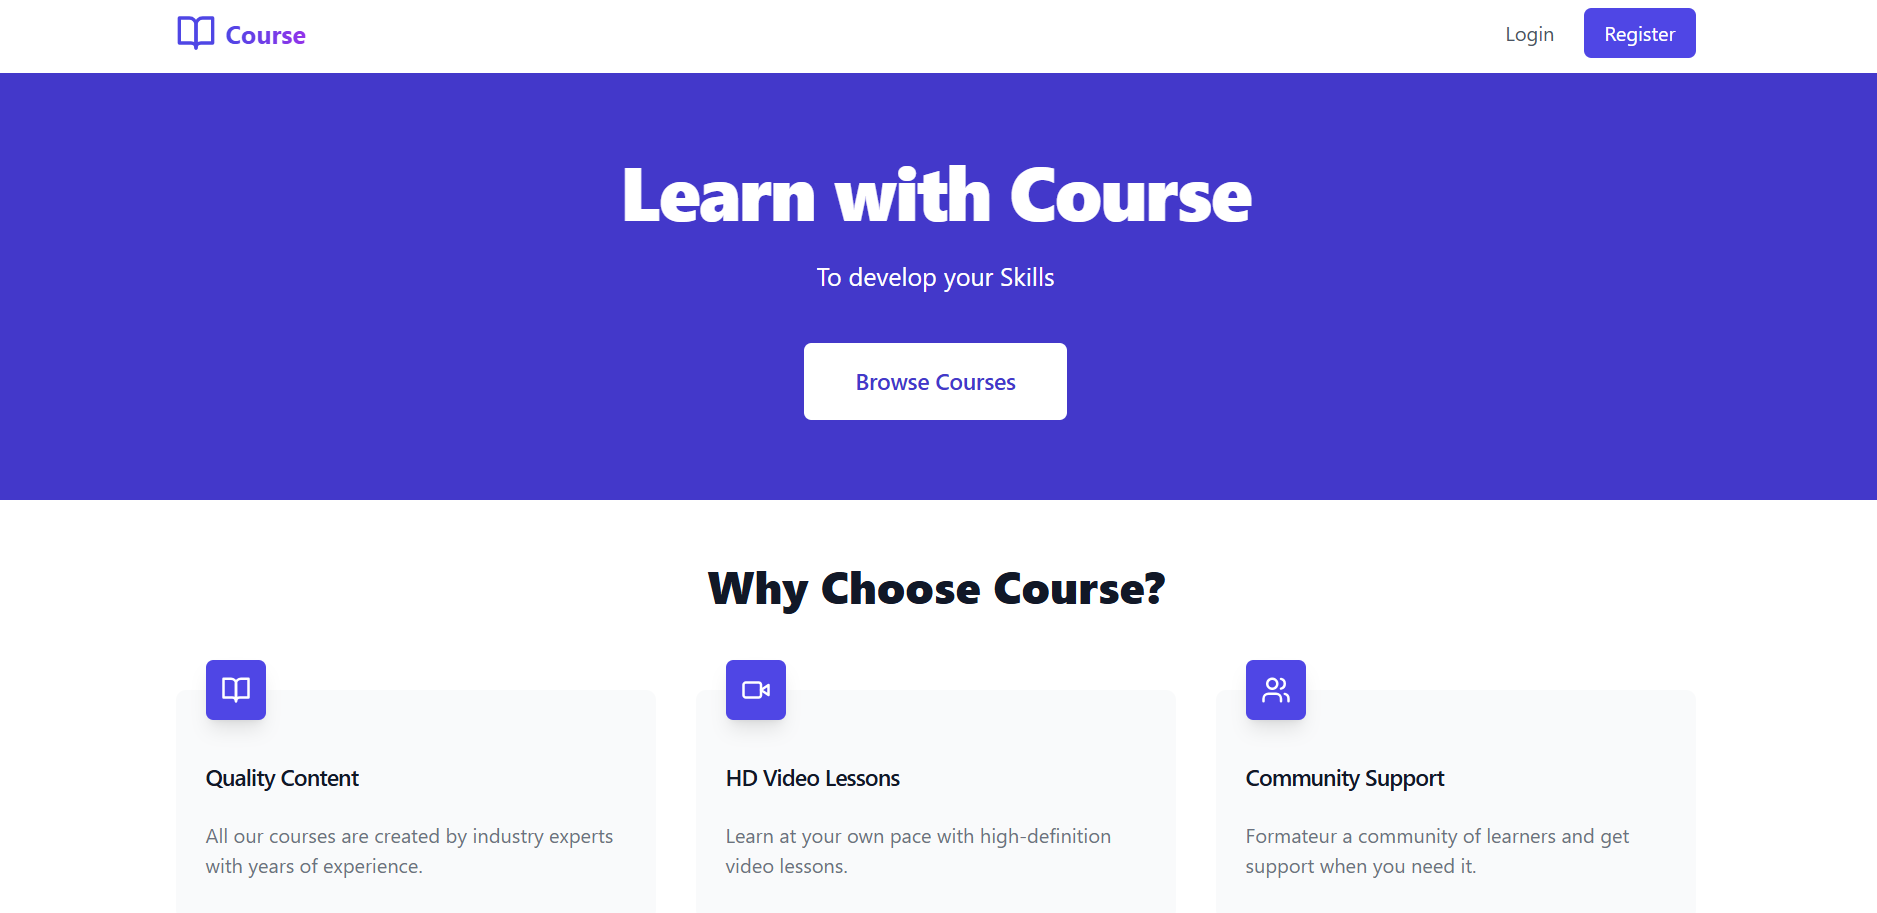 Course
Login
Register
Learn with Course
To develop your Skills
Browse Courses
Why Choose Course?
Quality Content
All our courses are created by industry experts
with years of experience.
HD Video Lessons
Learn at your own pace with high-definition
video lessons.
Community Support
Formateur a community of learners and get
support when you need it.